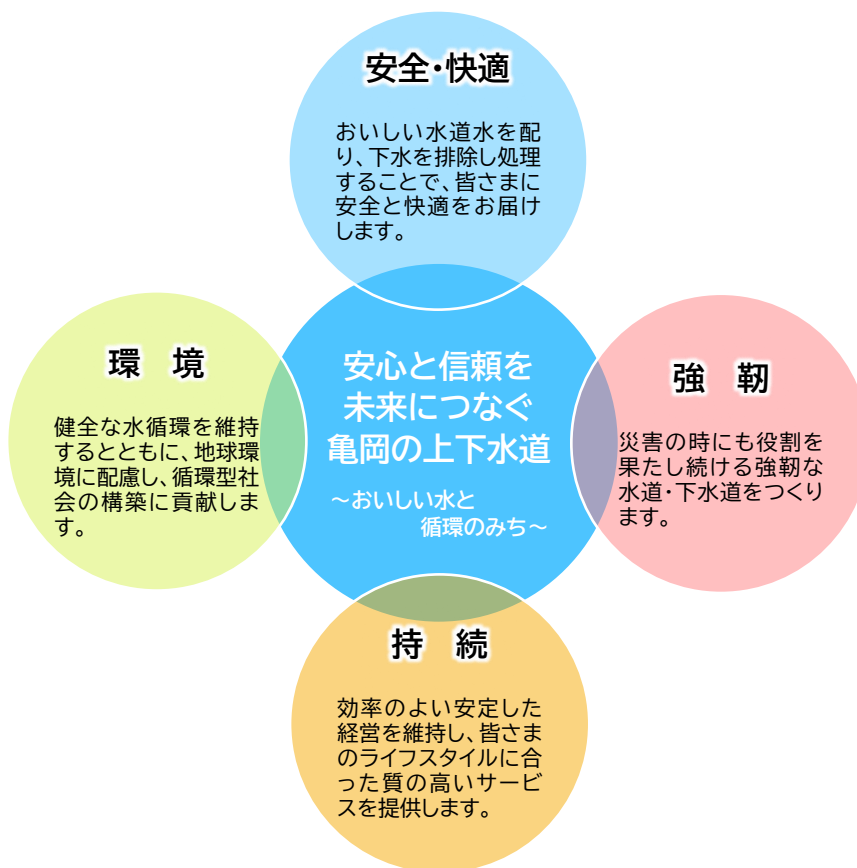 安全・快適
おいしい水道水を配
り、下水を排除し処理
することで、皆さまに
安全と快適をお届け
します。
環　境
健全な水循環を維持
するとともに、地球環
境に配慮し、循環型社
会の構築に貢献しま
す。
安心と信頼を
未来につなぐ
亀岡の上下水道
～おいしい水と
循環のみち～
強　靭
災害の時にも役割を
果たし続ける強靭な
水道・下水道をつくり
ます。
持　続
効率のよい安定した
経営を維持し、皆さま
のライフスタイルに合
った質の高いサービ
スを提供します。